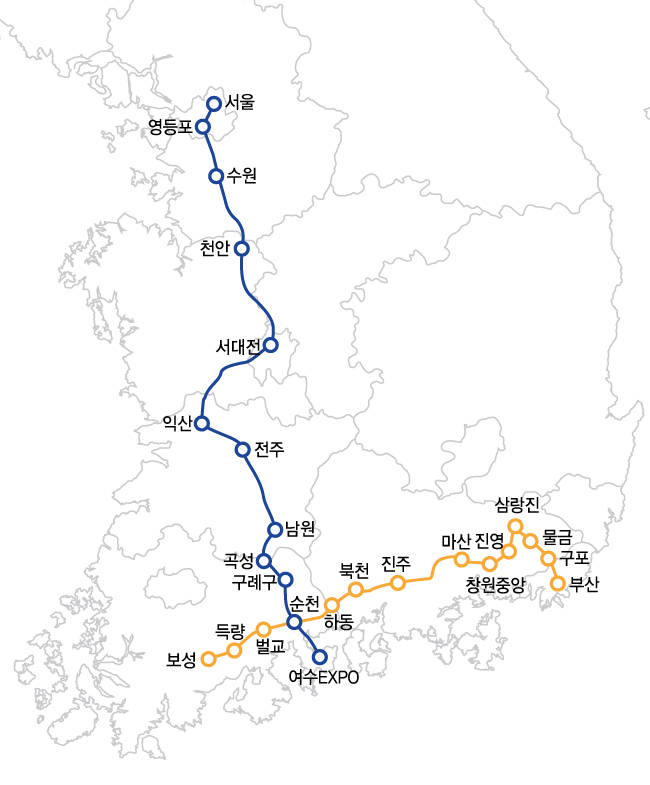 서울
영등포
수원
천안
서대전
익산
전주
남원
곡성
구례구
순천
여수EXPO
보성
득량
벌교
하동
북천
진주
마산
창원중앙
진영
삼랑진
물금
구포
부산